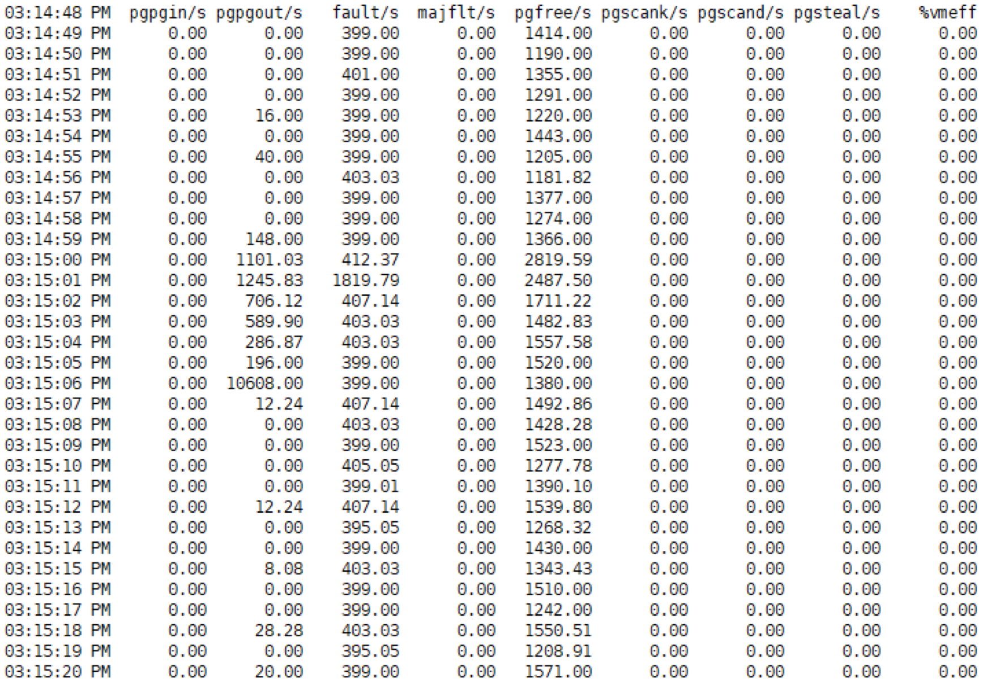 03:14:48 PM pgpgin/s pgpgout/s fault/s majflt/s pgfree/s pgscank/s pgscand/s pgsteal/s %vmeff
03:14:49 PM 0.00 0.00 399.00 0.00 1414.00 0.00 0.00 0.00 0.00
03:14:50 PM 0.00 0.00 399.00 0.00 1190.00 0.00 0.00 0.00 0.00
03:14:51 PM 0.00 0.00 401.00 0.00 1355.00 0.00 0.00 0.00 0.00
03:14:52 PM 0.00 0.00 399.00 0.00 1291.00 0.00 0.00 0.00 0.00
03:14:53 PM 0.00 16.00 399.00 0.00 1220.00 0.00 0.00 0.00 0.00
03:14:54 PM 0.00 0.00 399.00 0.00 1443.00 0.00 0.00 0.00 0.00
03:14:55 PM 0.00 40.00 399.00 0.00 1205.00 0.00 0.00 0.00 0.00
03:14:56 PM 0.00 0.00 403.03 0.00 1181.82 0.00 0.00 0.00 0.00
03:14:57 PM 0.00 0.00 399.00 0.00 1377.00 0.00 0.00 0.00 0.00
03:14:58 PM 0.00 0.00 399.00 0.00 1274.00 0.00 0.00 0.00 0.00
03:14:59 PM 0.00 148.00 399.00 0.00 1366.00 0.00 0.00 0.00 0.00
03:15:00 PM 0.00 1101.03 412.37 0.00 2819.59 0.00 0.00 0.00 0.00
03:15:01 PM 0.00 1245.83 1819.79 0.00 2487.50 0.00 0.00 0.00 0.00
03:15:02 PM 0.00 706.12 407.14 0.00 1711.22 0.00 0.00 0.00 0.00
03:15:03 PM 0.00 589.90 403.03 0.00 1482.83 0.00 0.00 0.00 0.00
03:15:04 PM 0.00 286.87 403.03 0.00 1557.58 0.00 0.00 0.00 0.00
03:15:05 PM 0.00 196.00 399.00 0.00 1520.00 0.00 0.00 0.00 0.00
03:15:06 PM 0.00 10608.00 399.00 0.00 1380.00 0.00 0.00 0.00 0.00
03:15:07 PM 0.00 12.24 407.14 0.00 1492.86 0.00 0.00 0.00 0.00
03:15:08 PM 0.00 0.00 403.03 0.00 1428.28 0.00 0.00 0.00 0.00
03:15:09 PM 0.00 0.00 399.00 0.00 1523.00 0.00 0.00 0.00 0.00
03:15:10 PM 0.00 0.00 405.05 0.00 1277.78 0.00 0.00 0.00 0.00
03:15:11 PM 0.00 0.00 399.01 0.00 1390.10 0.00 0.00 0.00 0.00
03:15:12 PM 0.00 12.24 407.14 0.00 1539.80 0.00 0.00 0.00 0.00
03:15:13 PM 0.00 0.00 395.05 0.00 1268.32 0.00 0.00 0.00 0.00
03:15:14 PM 0.00 0.00 399.00 0.00 1430.00 0.00 0.00 0.00 0.00
03:15:15 PM 0.00 8.08 403.03 0.00 1343.43 0.00 0.00 0.00 0.00
03:15:16 PM 0.00 0.00 399.00 0.00 1510.00 0.00 0.00 0.00 0.00
03:15:17 PM 0.00 0.00 399.00 0.00 1242.00 0.00 0.00 0.00 0.00
03:15:18 PM 0.00 28.28 403.03 0.00 1550.51 0.00 0.00 0.00 0.00
03:15:19 PM 0.00 0.00 395.05 0.00 1208.91 0.00 0.00 0.00 0.00
03:15:20 PM 0.00 20.00 399.00 0.00 1571.00 0.00 0.00 0.00 0.00